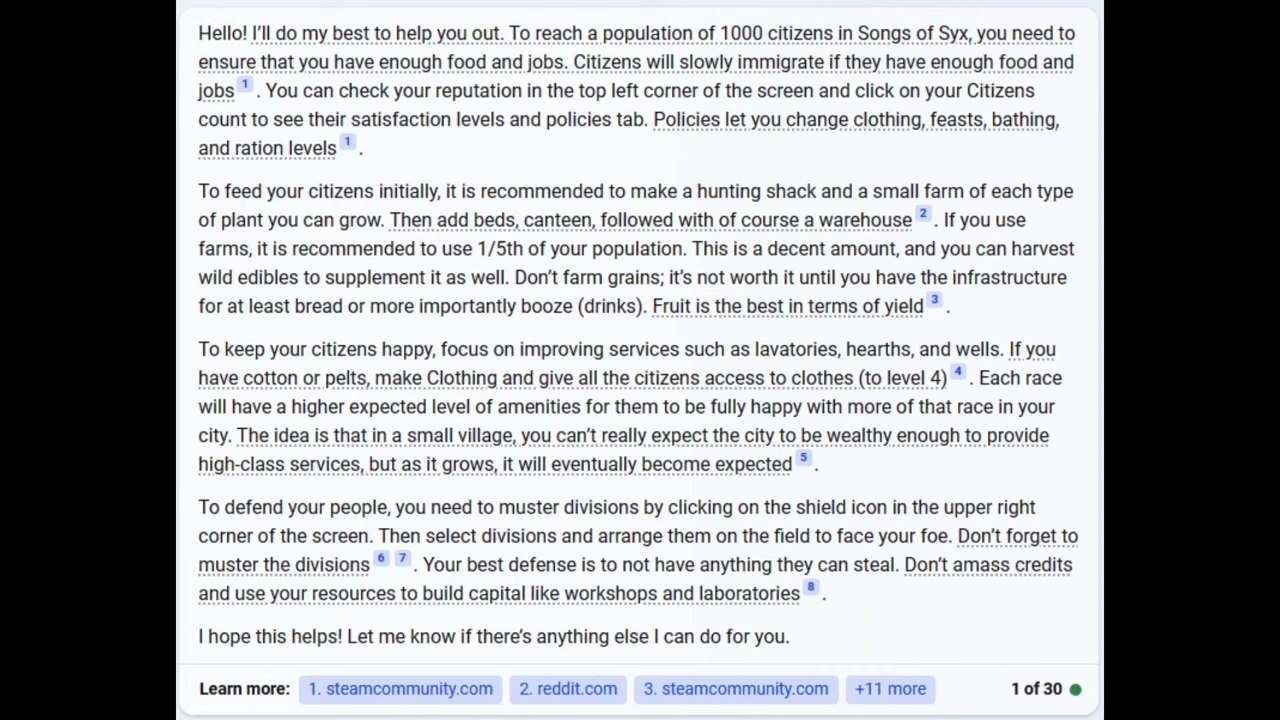 Hello! I’ll do my best to help you out. To reach a population of 1000 citizens in Songs of Syx, you need to
ensure that you have enough food and jobs. Citizens will slowly immigrate if they have enough food and
jobs 1 . You can check your reputation in the top left corner of the screen and click on your Citizens
count to see their satisfaction levels and policies tab. Policies let you change clothing, feasts, bathing,
and ration levels 1 .
To feed your citizens initially, it is recommended to make a hunting shack and a small farm of each type
of plant you can grow. Then add beds, canteen, followed with of course a warehouse 2 . If you use
farms, it is recommended to use 1/5th of your population. This is a decent amount, and you can harvest
wild edibles to supplement it as well. Don’t farm grains; it’s not worth it until you have the infrastructure
for at least bread or more importantly booze (drinks). Fruit is the best in terms of yield 3 .
To keep your citizens happy, focus on improving services such as lavatories, hearths, and wells. If you
have cotton or pelts, make Clothing and give all the citizens access to clothes (to level 4) 4 . Each race
will have a higher expected level of amenities for them to be fully happy with more of that race in your
city. The idea is that in a small village, you can’t really expect the city to be wealthy enough to provide
high-class services, but as it grows, it will eventually become expected 5 .
To defend your people, you need to muster divisions by clicking on the shield icon in the upper right
corner of the screen. Then select divisions and arrange them on the field to face your foe. Don’t forget to
muster the divisions 6 7 . Your best defense is to not have anything they can steal. Don’t amass credits
and use your resources to build capital like workshops and laboratories 8 .
I hope this helps! Let me know if there’s anything else I can do for you.
Learn more: 1. steamcommunity.com 2. reddit.com 3. steamcommunity.com +11 more 1 of 30